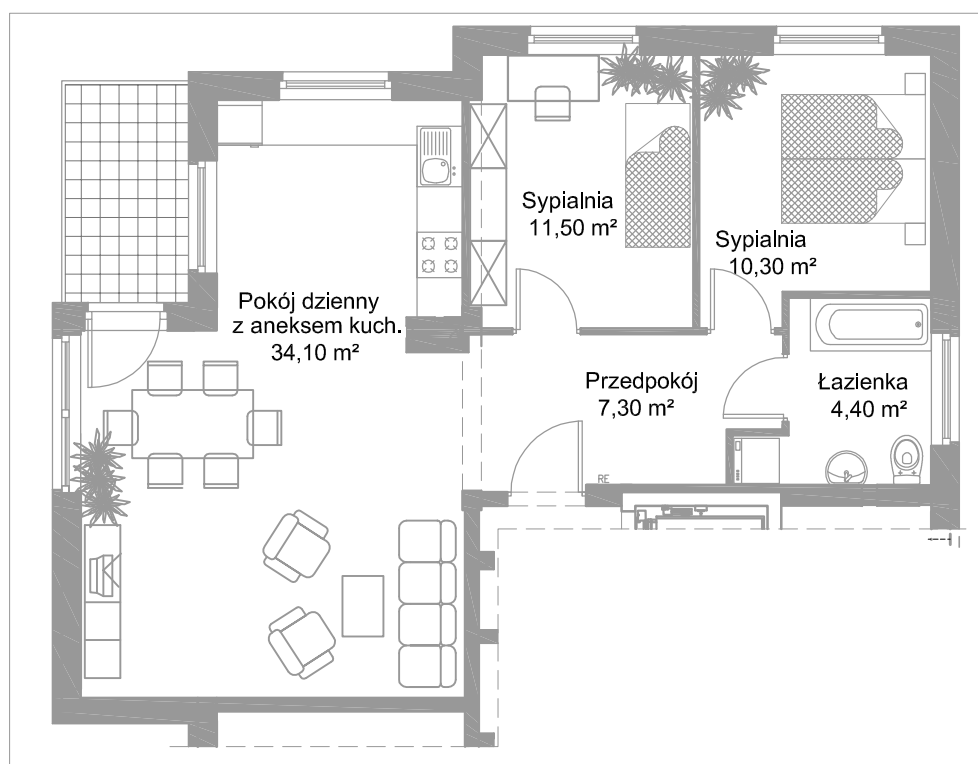 Sypialnia
11,50 m²
Sypialnia
10,30 m²
Pokój dzienny
z aneksem kuch.
34,10 m²
Przedpokój
7,30 m²
Łazienka
4,40 m²
RE